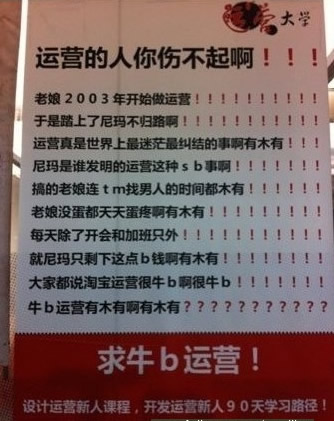 运营大学
运营的人你伤不起啊！！！
老娘２００３年开始做运营！！！！！！！！！！
于是踏上了尼玛不归路啊！！！！！！！！！！！
运营真是世界上最迷茫最纠结的事啊有木有！！！
尼玛是谁发明的运营这种ｓｂ事啊！！！！！！！
搞的老娘连ｔｍ找男人的时间都木有！！！！！！
老娘没蛋都天天蛋疼啊有木有！！！！！！！！！
每天除了开会和加班只外！！！！！！！！！！！
就尼玛只剩下这点ｂ钱啊有木有！！！！！！！！
大家都说淘宝运营很牛ｂ啊很牛ｂ！！！！！！！
牛ｂ运营有木有啊有木有？？？？？？？？？？？
求牛ｂ运营！
设计运营新人课程，开发运营新人９０天学习路径！